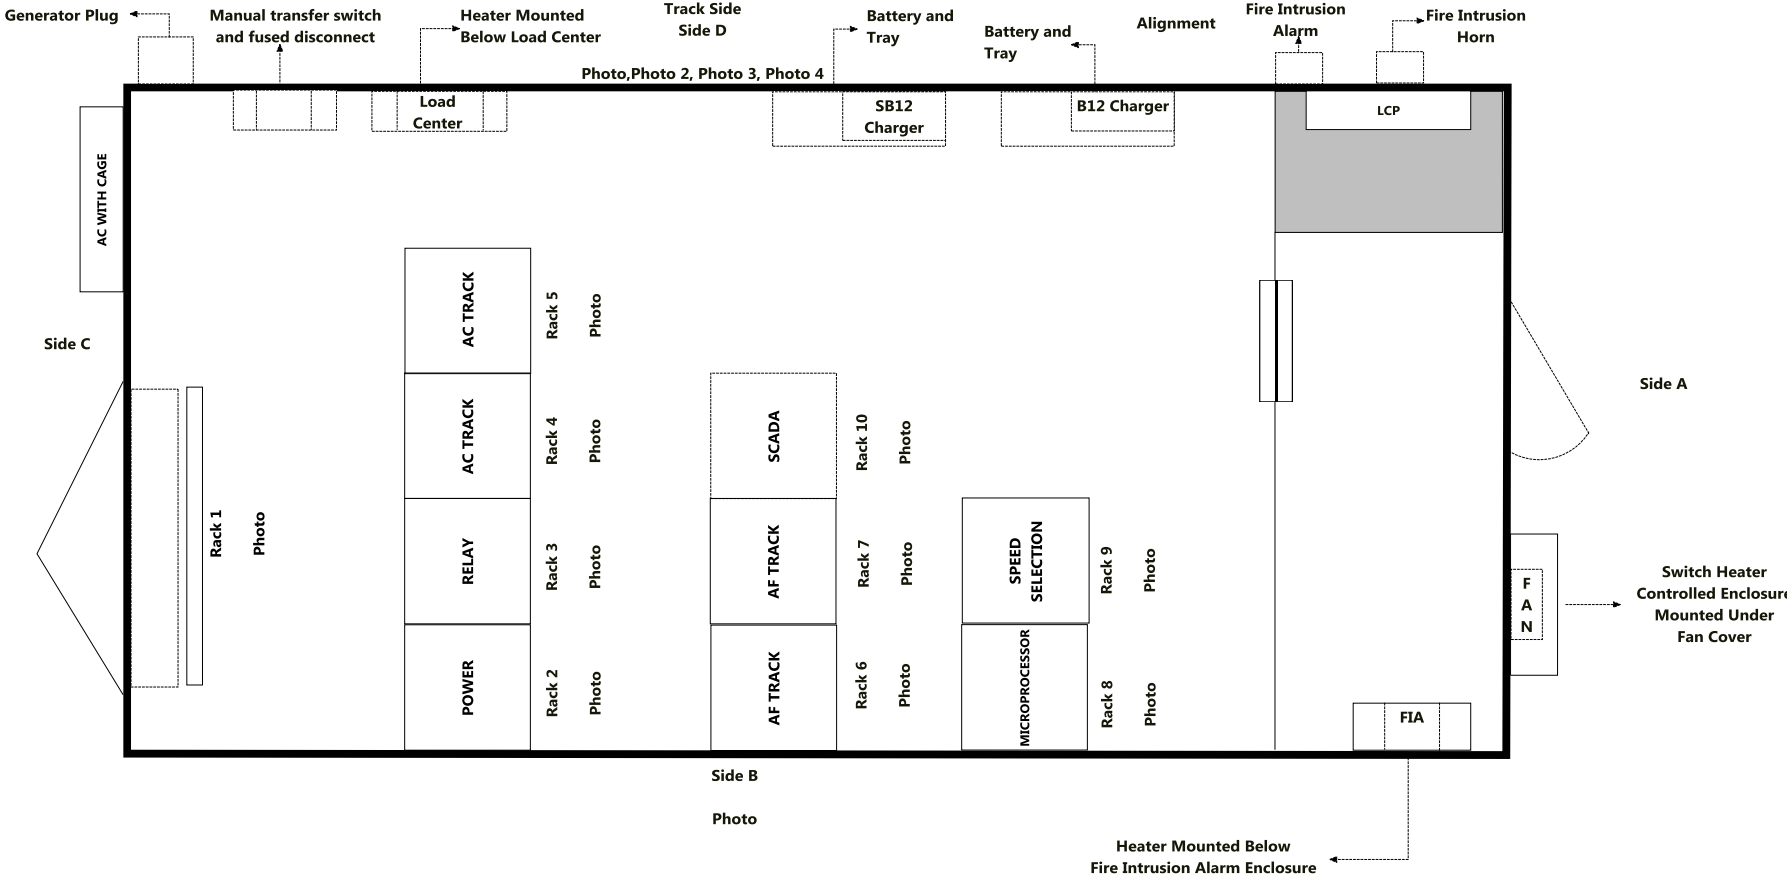 Generator Plug
Manual transfer switch
and fused disconnect
Heater Mounted
Below Load Center
Track Side
Side D
Photo,Photo 2, Photo 3, Photo 4
Battery and
Tray
Battery and
Tray
Alignment
Fire Intrusion
Alarm
Fire Intrusion
Horn
Load
Center
SB12
Charger
B12 Charger
LCP
AC WITH CAGE
Side C
Rack 1
Photo
AC TRACK
Rack 5
Photo
AC TRACK
Rack 4
Photo
RELAY
Rack 3
Photo
POWER
Rack 2
Photo
SCADA
Rack 10
Photo
AF TRACK
Rack 7
Photo
AF TRACK
Rack 6
Photo
SPEED
SELECTION
Rack 9
Photo
MICROPROCESSOR
Rack 8
Photo
Side A
F
A
N
Switch Heater
Controlled Enclosure
Mounted Under
Fan Cover
FIA
Side B
Photo
Heater Mounted Below
Fire Intrusion Alarm Enclosure